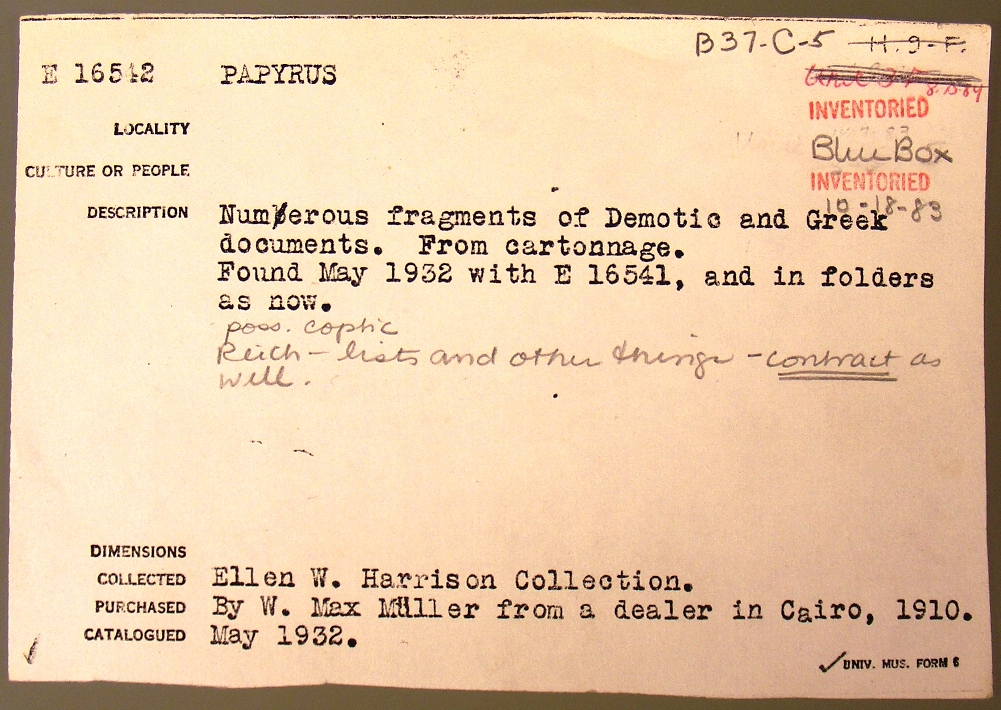 B37-C-5 H.9-F.
E 16542 PAPYRUS
8-15-84
INVENTORIED
LOCALITY
Blue Box
CULTURE OR PEOPLE
INVENTORIED
10-18-83
DESCRIPTION Numerous fragments of Demotic and Greek
documents. From cartonnage.
Found May 1932 with E 16541, and in folders
as now.
poss. coptic
Reich - lists and other things - contract as
well.
DIMENSIONS
COLLECTED Ellen W. Harrison Collection.
PURCHASED By W. Max Müller from a dealer in Cairo, 1910.
CATALOGUED May 1932.
UNIV. MUS. FORM 6